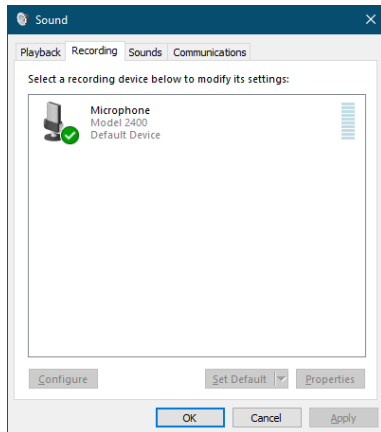 Sound
Playback Recording Sounds Communications
Select a recording device below to modify its settings:
Microphone
Model 2400
Default Device
Configure Set Default Properties
OK Cancel Apply